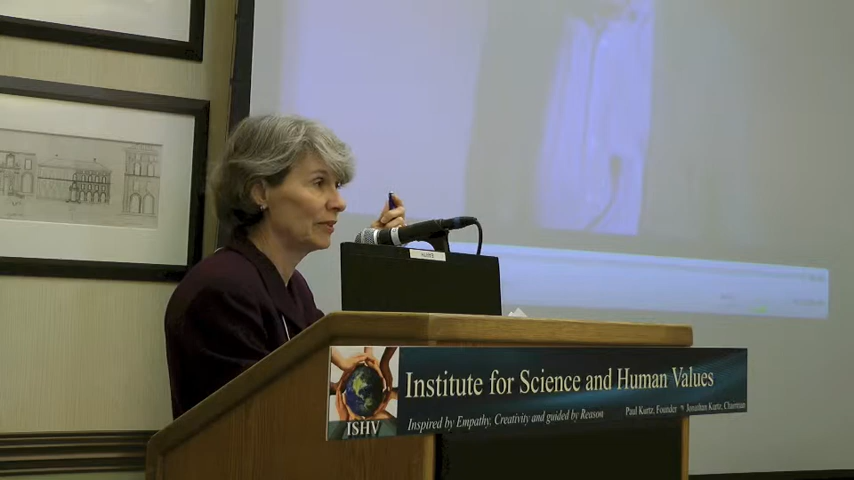 Institute for Science and Human Values
Inspired by Empathy, Creativity and guided by Reason
Paul Kurtz, Founder ~ Jonathan Kurtz, Chairman
ISHV